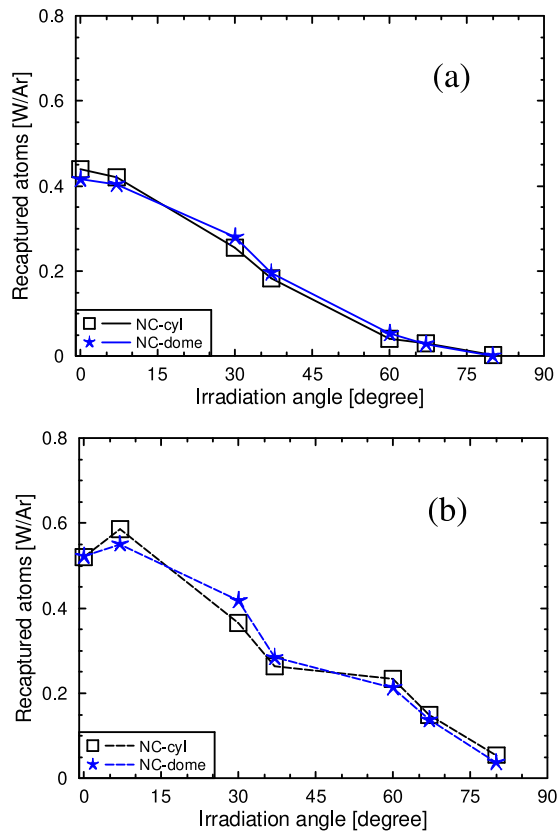 0.8
(a)
0.6
0.4
0.2
0
Recaptured atoms [W/Ar]
NC-cyl
NC-dome
0 15 30 45 60 75 90
Irradiation angle [degree]
0.8
(b)
0.6
0.4
0.2
0
Recaptured atoms [W/Ar]
NC-cyl
NC-dome
0 15 30 45 60 75 90
Irradiation angle [degree]